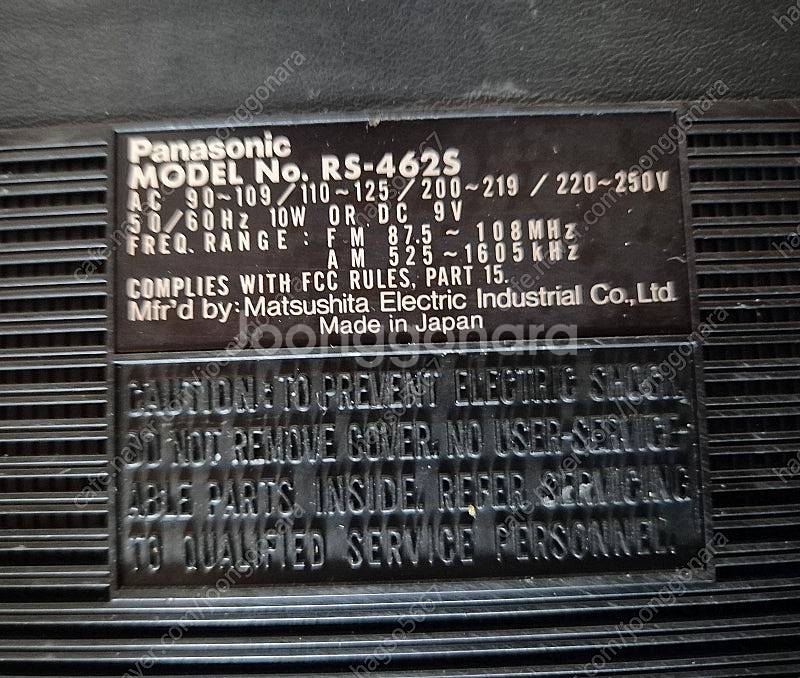 Panasonic
MODEL No. RS-462S
AC 90~109/110~125/200~219 / 220~250V
50/60Hz 10W OR DC 9V
FREQ. RANGE : FM 87.5~108MHz
AM 525~1605kHz
COMPLIES WITH FCC RULES, PART 15.
Mfr'd by: Matsushita Electric Industrial Co., Ltd.
Made in Japan
joonggonara
CAUTION: TO PREVENT ELECTRIC SHOCK,
DO NOT REMOVE COVER. NO USER-SERVICE-
ABLE PARTS INSIDE. REFER SERVICING
TO QUALIFIED SERVICE PERSONNEL.